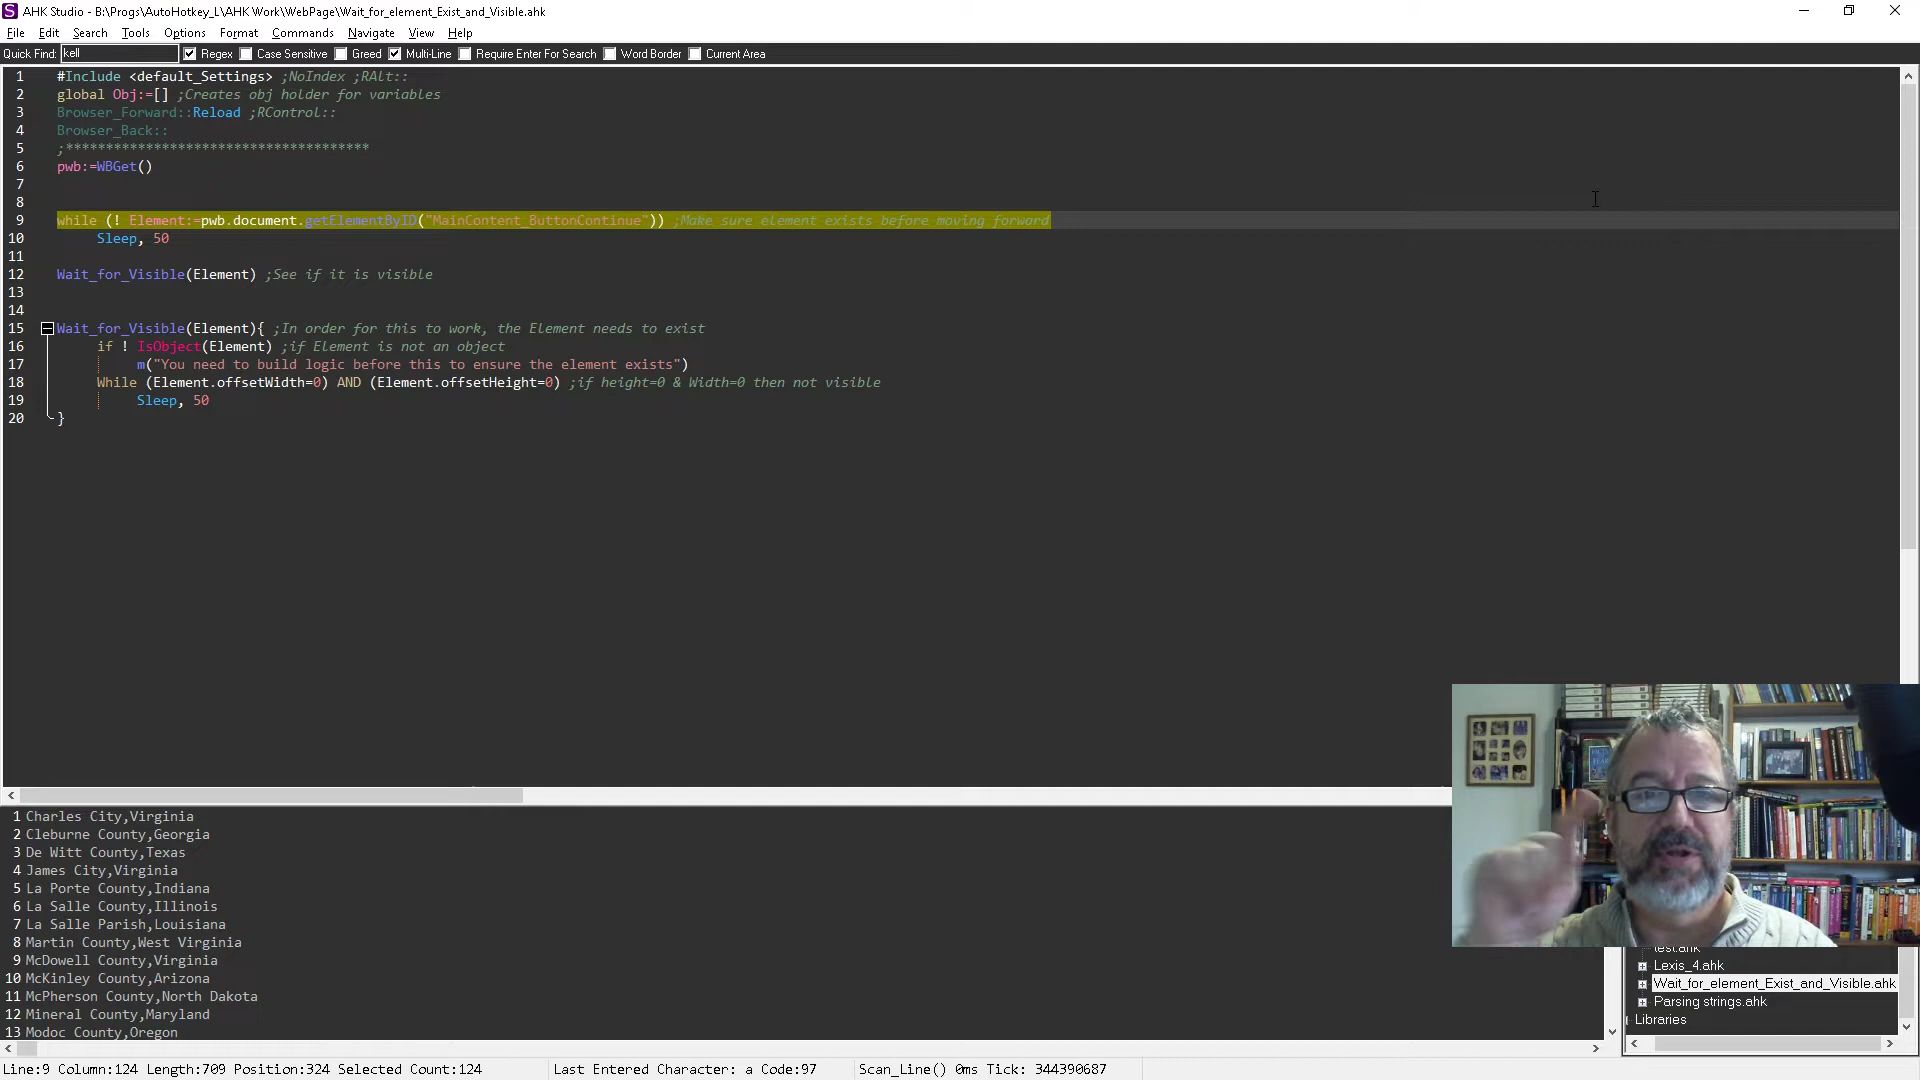 AHK Studio - B:\Progs\AutoHotkey_L\AHK Work\WebPage\Wait_for_element_Exist_and_Visible.ahk
File Edit Search Tools Options Format Commands Navigate View Help
Quick Find: kell Regex Case Sensitive Greed Multi-Line Require Enter For Search Word Border Current Area
1 #Include <default_Settings> ;NoIndex ;RAlt::
2 global Obj:=[] ;Creates obj holder for variables
3 Browser_Forward::Reload ;RControl::
4 Browser_Back::
5 ;**************************************
6 pwb:=WBGet()
7
8
9 while (! Element:=pwb.document.getElementByID("MainContent_ButtonContinue")) ;Make sure element exists before moving forward
10 Sleep, 50
11
12 Wait_for_Visible(Element) ;See if it is visible
13
14
15 Wait_for_Visible(Element){ ;In order for this to work, the Element needs to exist
16 if ! IsObject(Element) ;if Element is not an object
17 m("You need to build logic before this to ensure the element exists")
18 While (Element.offsetWidth=0) AND (Element.offsetHeight=0) ;if height=0 & Width=0 then not visible
19 Sleep, 50
20 }
1 Charles City,Virginia
2 Cleburne County,Georgia
3 De Witt County,Texas
4 James City,Virginia
5 La Porte County,Indiana
6 La Salle County,Illinois
7 La Salle Parish,Louisiana
8 Martin County,West Virginia
9 McDowell County,Virginia
10 McKinley County,Arizona
11 McPherson County,North Dakota
12 Mineral County,Maryland
13 Modoc County,Oregon
test.ahk
Lexis_4.ahk
Wait_for_element_Exist_and_Visible.ahk
Parsing strings.ahk
Libraries
Line:9 Column:124 Length:709 Position:324 Selected Count:124 Last Entered Character: a Code:97 Scan_Line() 0ms Tick: 344390687